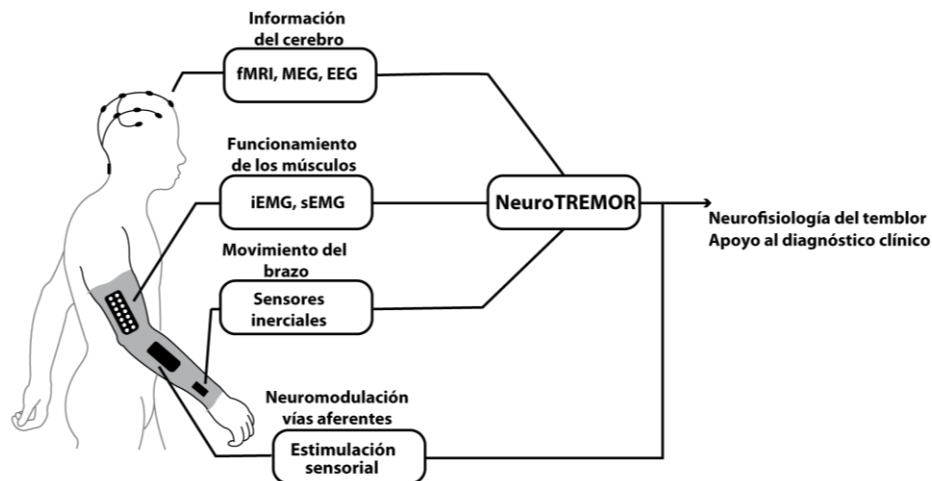 Información
del cerebro
fMRI, MEG, EEG
Funcionamiento
de los músculos
iEMG, sEMG
NeuroTREMOR
Neurofisiología del temblor
Apoyo al diagnóstico clínico
Movimiento del
brazo
Sensores
inerciales
Neuromodulación
vías aferentes
Estimulación
sensorial